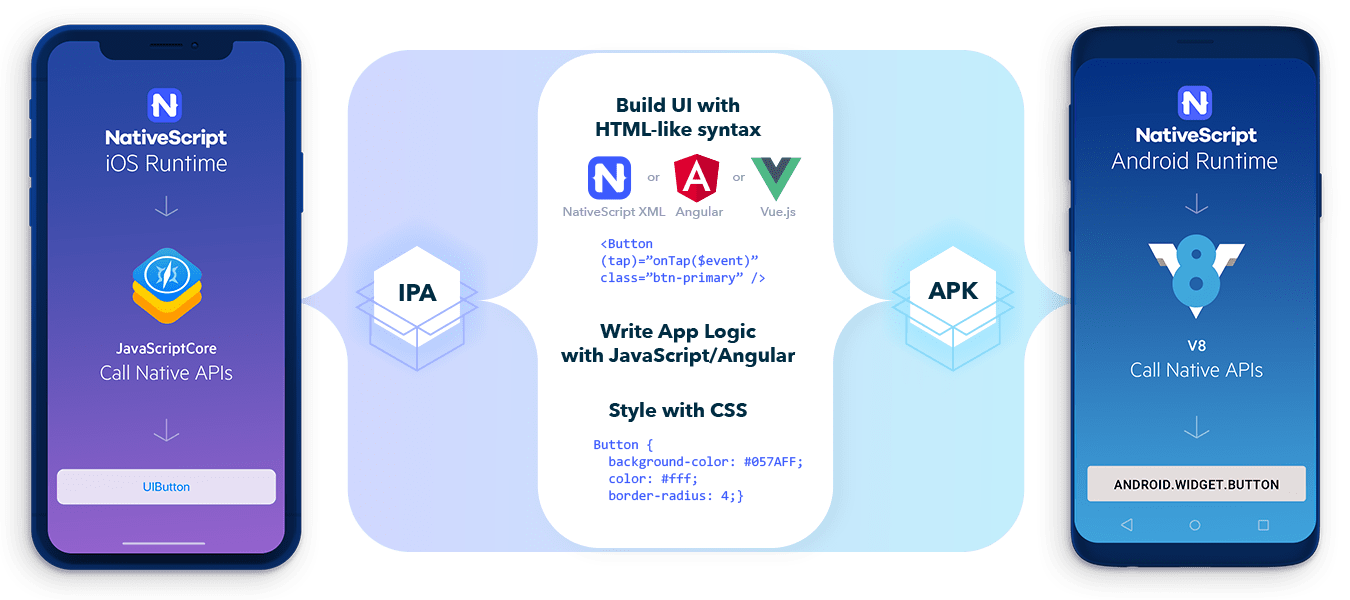 NativeScript
iOS Runtime
JavaScriptCore
Call Native APIs
UIButton
IPA
Build UI with
HTML-like syntax
N or A or
NativeScript XML Angular Vue.js
<Button
(tap)=”onTap($event)”
class=”btn-primary” />
Write App Logic
with JavaScript/Angular
Style with CSS
Button {
background-color: #057AFF;
color: #fff;
border-radius: 4;}
APK
NativeScript
Android Runtime
8
V8
Call Native APIs
ANDROID.WIDGET.BUTTON